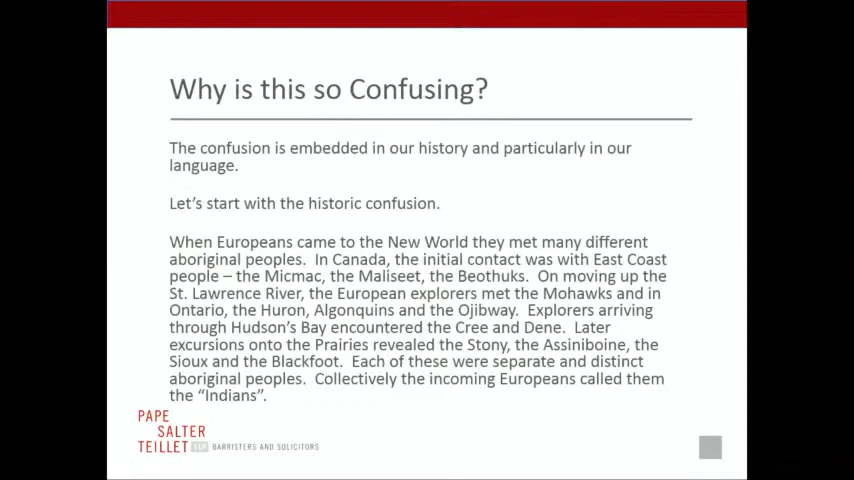 Why is this so Confusing?
The confusion is embedded in our history and particularly in our
language.
Let's start with the historic confusion.
When Europeans came to the New World they met many different
aboriginal peoples.  In Canada, the initial contact was with East Coast
people – the Micmac, the Maliseet, the Beothuks.  On moving up the
St. Lawrence River, the European explorers met the Mohawks and in
Ontario, the Huron, Algonquins and the Ojibway.  Explorers arriving
through Hudson's Bay encountered the Cree and Dene.  Later
excursions onto the Prairies revealed the Stony, the Assiniboine, the
Sioux and the Blackfoot.  Each of these were separate and distinct
aboriginal peoples.  Collectively the incoming Europeans called them
the "Indians".
PAPE
SALTER
TEILLET LLP BARRISTERS AND SOLICITORS